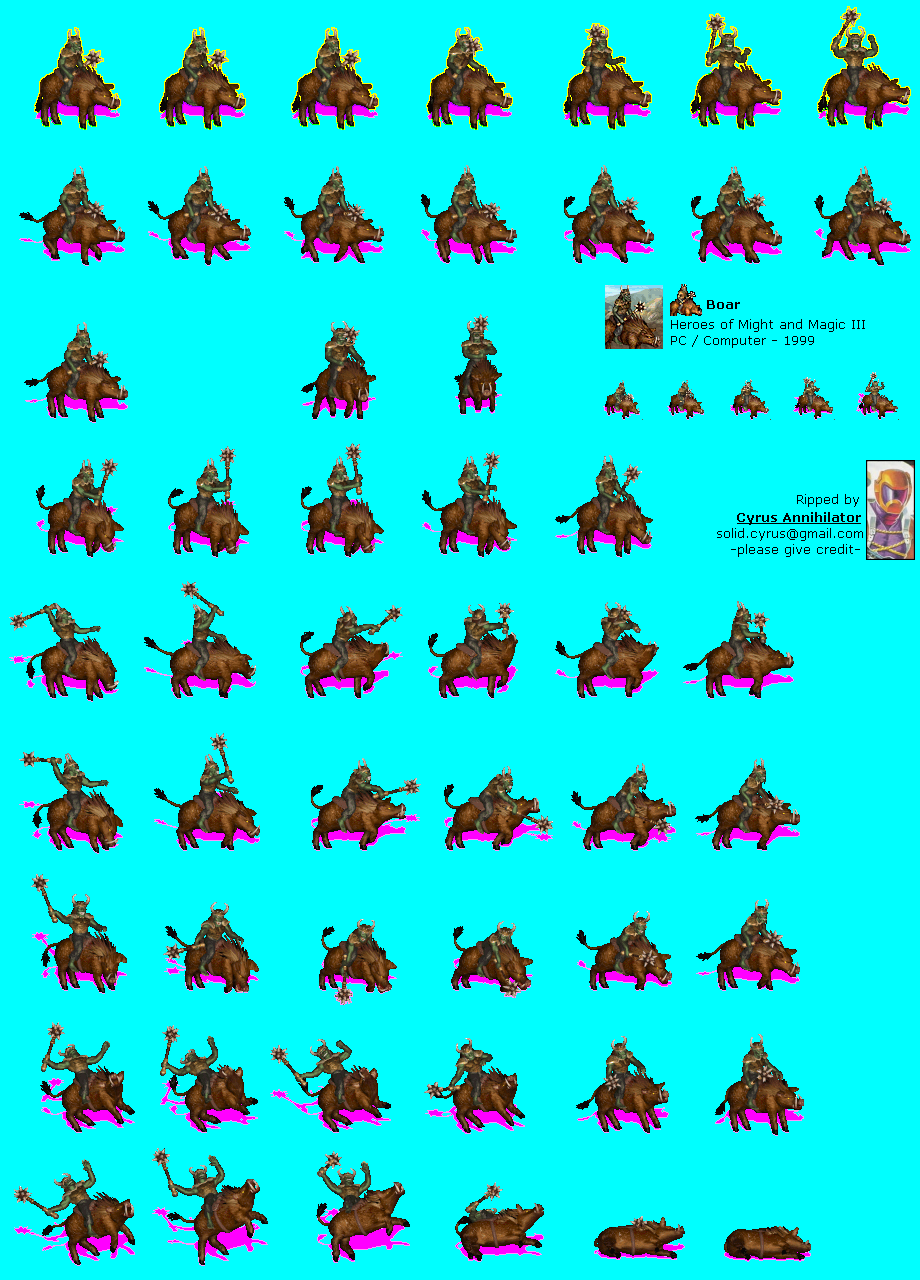 Boar
Heroes of Might and Magic III
PC / Computer - 1999
Ripped by
Cyrus Annihilator
solid.cyrus@gmail.com
-please give credit-